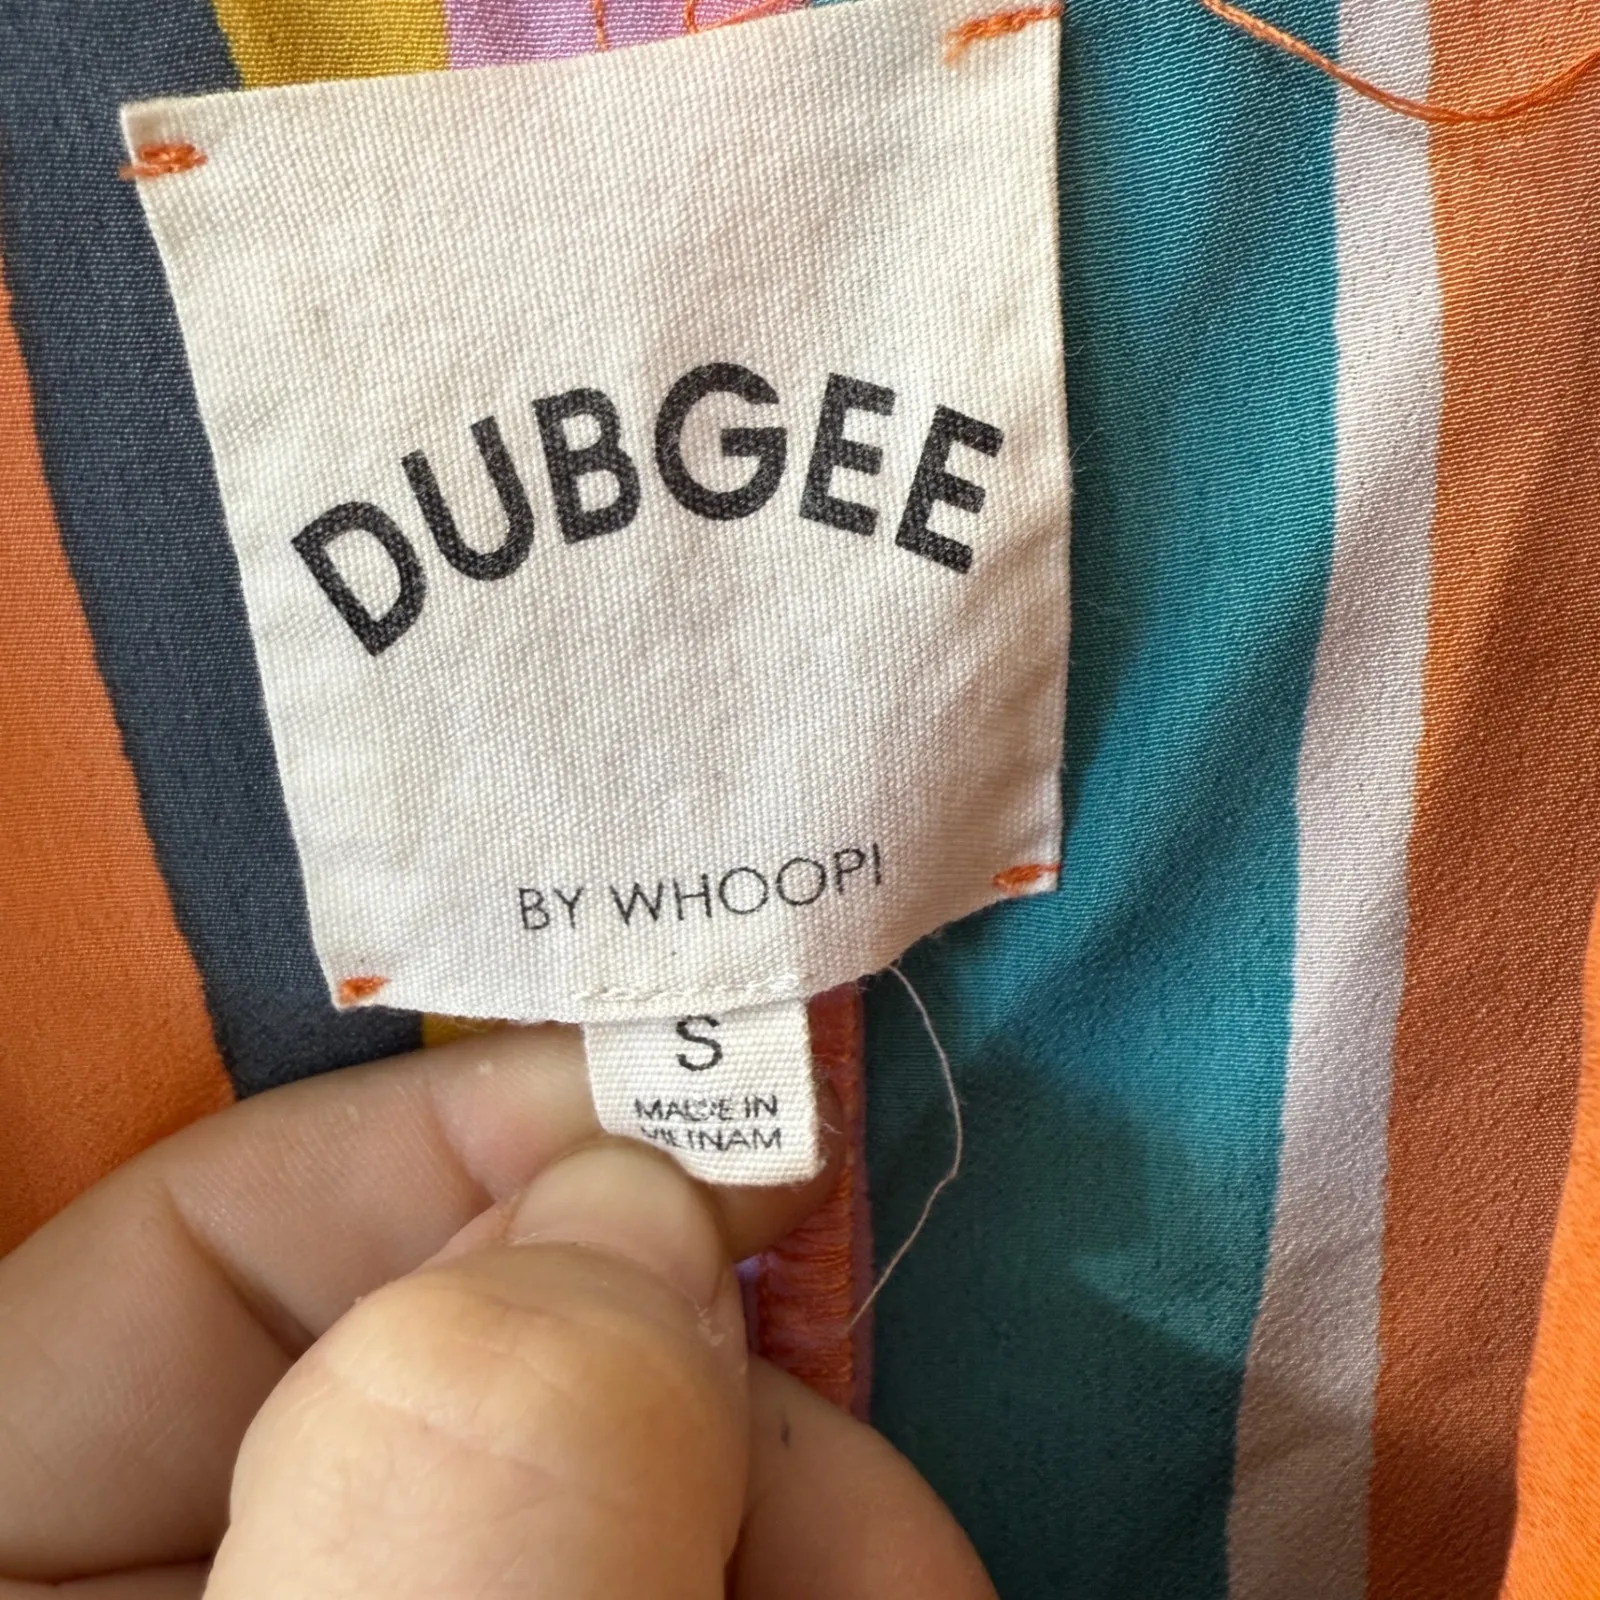 DUBGEE
BY WHOOPI
S
MADE IN
VIETNAM